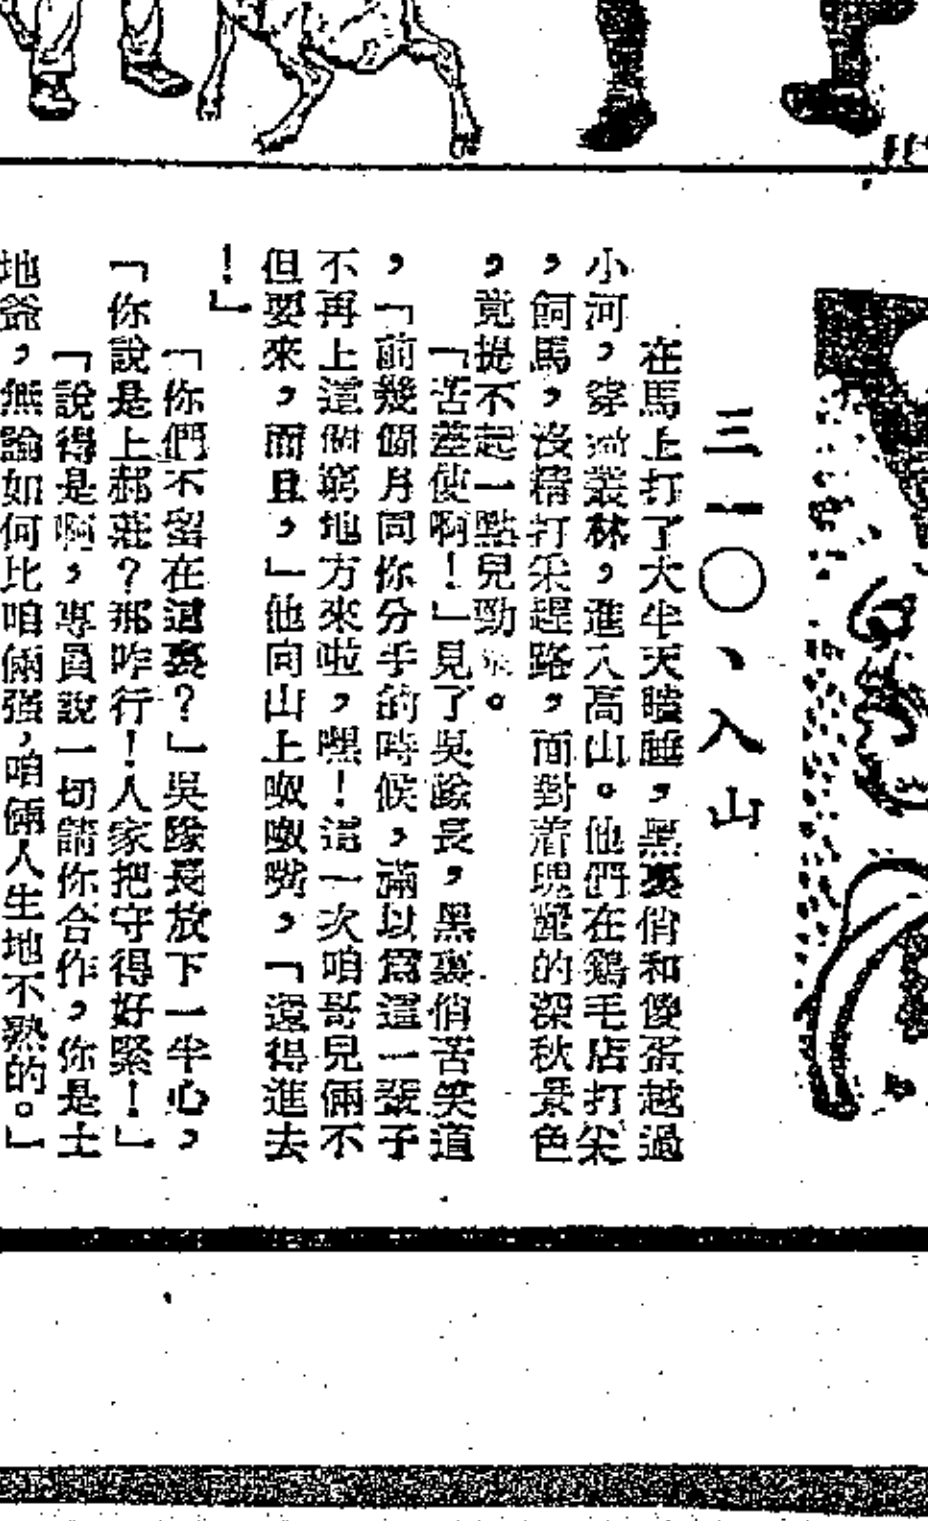 三一〇、入山
在馬上打了大半天瞌睡，黑裏俏和傻蛋越過
小河，穿過叢林，進入高山。他們在鵝毛店打尖
，飼馬，沒精打采趕路，面對着現麗的深秋景色
，竟提不起一點兒勁。
「苦差使啊！」見了吳隊長，黑裏俏苦笑道
，「前幾個月同你分手的時候，滿以爲這一輩子
不再上這個窮地方來啦，嘿！這一次咱哥兒倆不
但要來，而且，」他向山上呶呶嘴，「還得進去
！」
「你們不留在這裏？」吳隊長放下一半心，
「你說是上郝莊？那咋行！人家把守得好緊！」
「說得是啊，專員說一切請你合作，你是土
地爺，無論如何比咱倆强，咱倆人生地不熟的。」